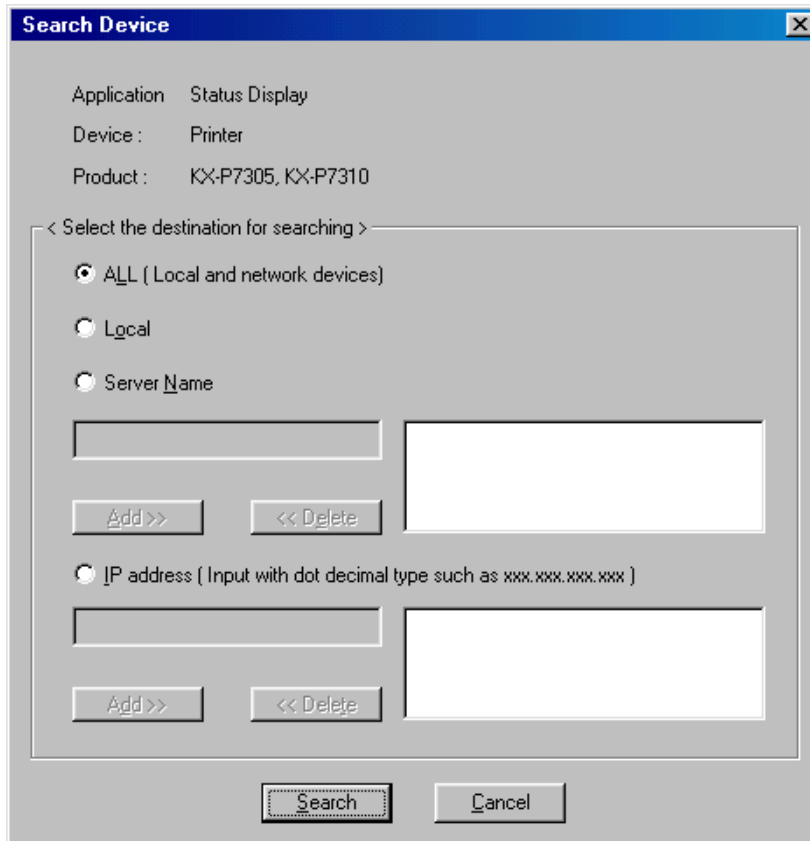 Search Device
Application Status Display
Device : Printer
Product : KX-P7305, KX-P7310
< Select the destination for searching >
ALL ( Local and network devices)
Local
Server Name
Add >> << Delete
IP address ( Input with dot decimal type such as xxx.xxx.xxx.xxx )
Add >> << Delete
Search Cancel